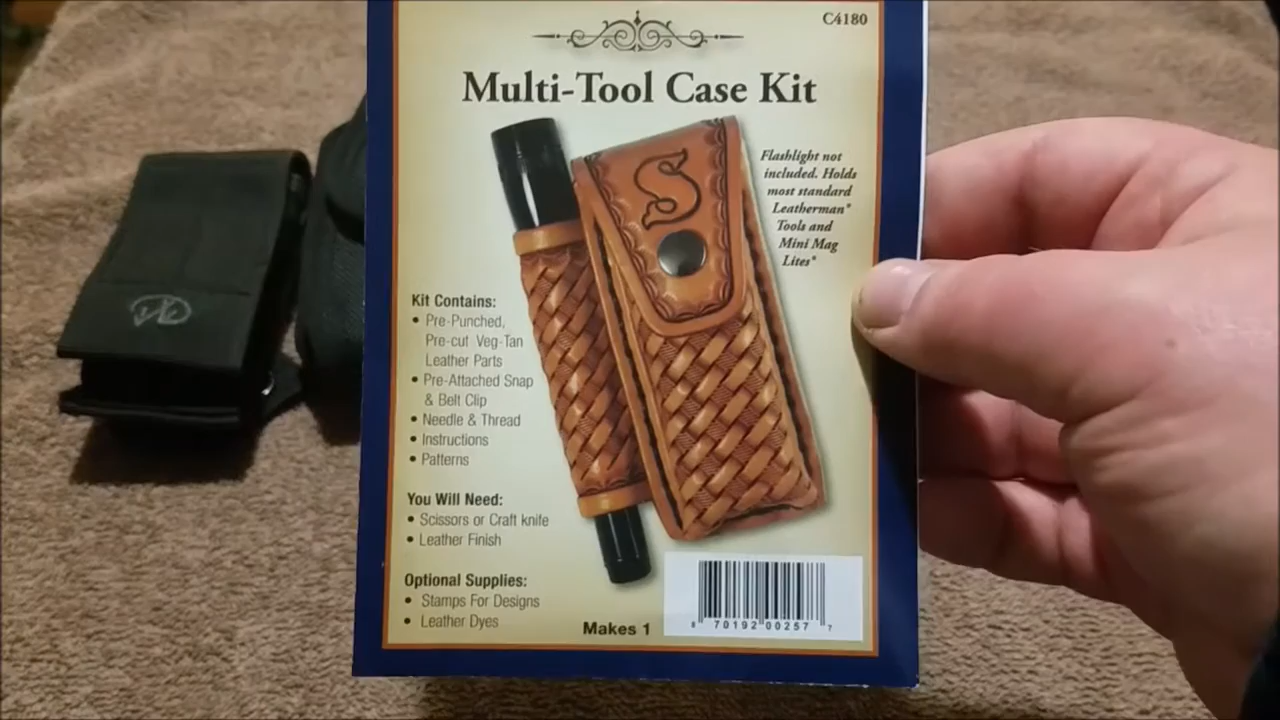 C4180
Multi-Tool Case Kit
Flashlight not
included. Holds
most standard
Leatherman*
Tools and
Mini Mag
Lites*
S
Kit Contains:
• Pre-Punched,
Pre-cut Veg-Tan
Leather Parts
• Pre-Attached Snap
& Belt Clip
• Needle & Thread
• Instructions
• Patterns
You Will Need:
• Scissors or Craft knife
• Leather Finish
Optional Supplies:
• Stamps For Designs
• Leather Dyes
Makes 1
8 70192 00257 7